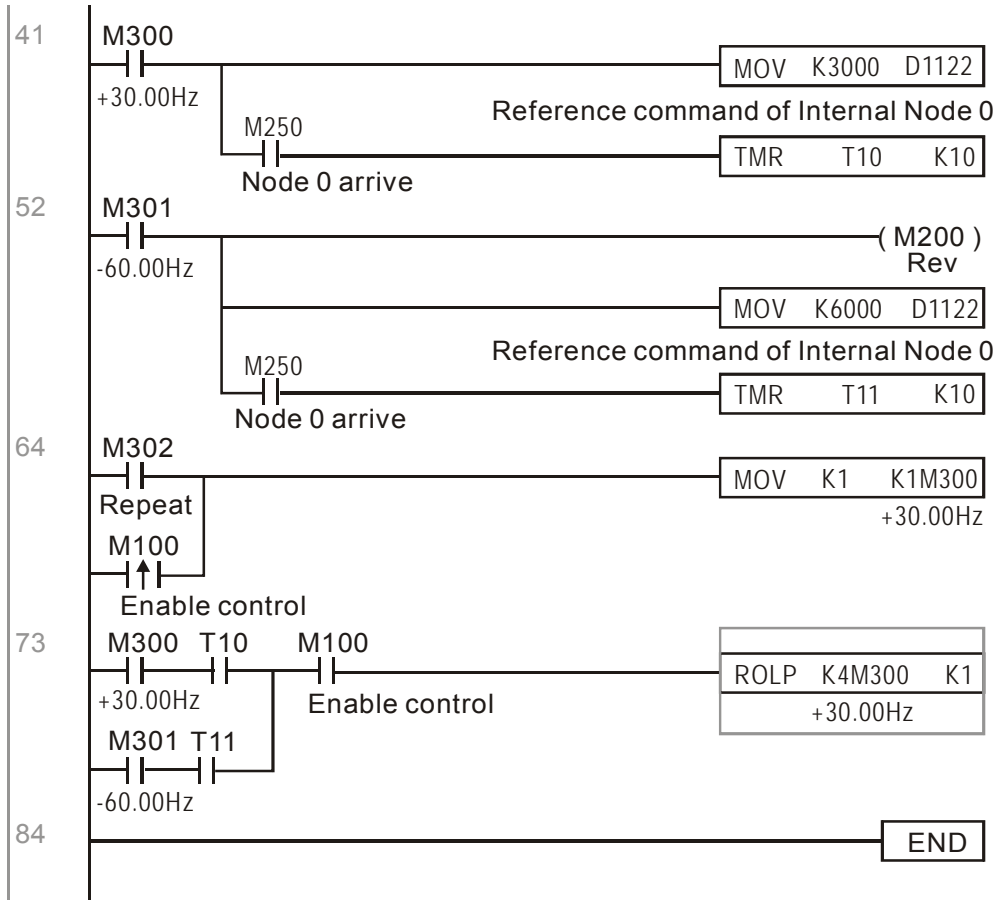 41
M300
MOV K3000 D1122
+30.00Hz
Reference command of Internal Node 0
M250
TMR T10 K10
Node 0 arrive
52
M301
( M200 )
-60.00Hz
Rev
MOV K6000 D1122
Reference command of Internal Node 0
M250
TMR T11 K10
Node 0 arrive
64
M302
MOV K1 K1M300
Repeat
+30.00Hz
M100
Enable control
73
M300 T10 M100
ROLP K4M300 K1
+30.00Hz
Enable control
+30.00Hz
M301 T11
-60.00Hz
84
END